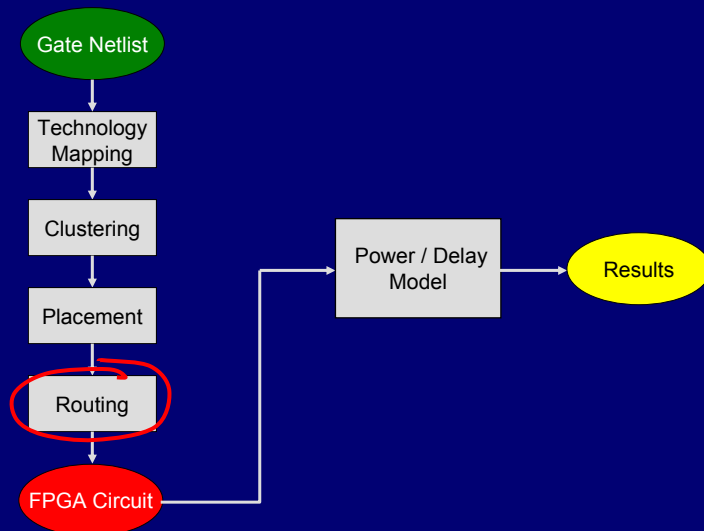 Gate Netlist
Technology
Mapping
Clustering
Placement
Routing
FPGA Circuit
Power / Delay
Model
Results